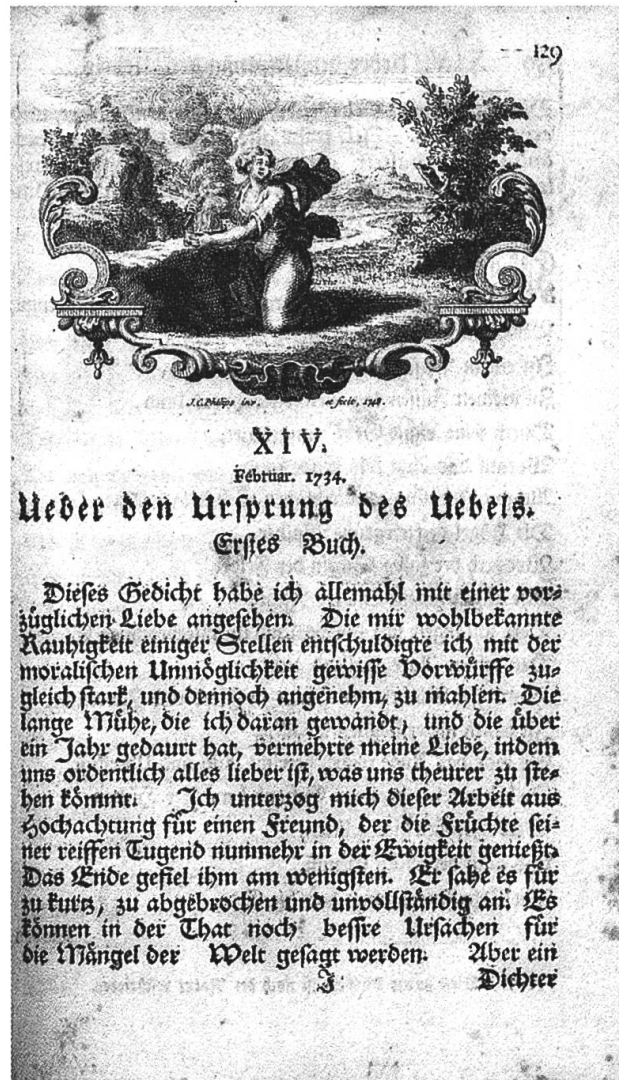 129
J.C.Philips inv. et fecit, 1748.
XIV.
Februar. 1734.
Ueber den Ursprung des Uebels.
Erstes Buch.
Dieses Gedicht habe ich allemahl mit einer vor-
züglichen Liebe angesehen. Die mir wohlbekannte
Rauhigkeit einiger Stellen entschuldigte ich mit der
moralischen Unmöglichkeit gewisse Vorwürffe zu-
gleich stark, und dennoch angenehm, zu mahlen. Die
lange Mühe, die ich daran gewandt, und die über
ein Jahr gedaurt hat, vermehrte meine Liebe, indem
uns ordentlich alles lieber ist, was uns theurer zu ste-
hen kömmt. Ich unterzog mich dieser Arbeit aus
Hochachtung für einen Freund, der die Früchte sei-
ner reiffen Tugend nunmehr in der Ewigkeit genießt.
Das Ende gefiel ihm am wenigsten. Er sahe es für
zu kurtz, zu abgebrochen und unvollständig an. Es
können in der That noch bessre Ursachen für
die Mängel der Welt gesagt werden. Aber ein
J Dichter